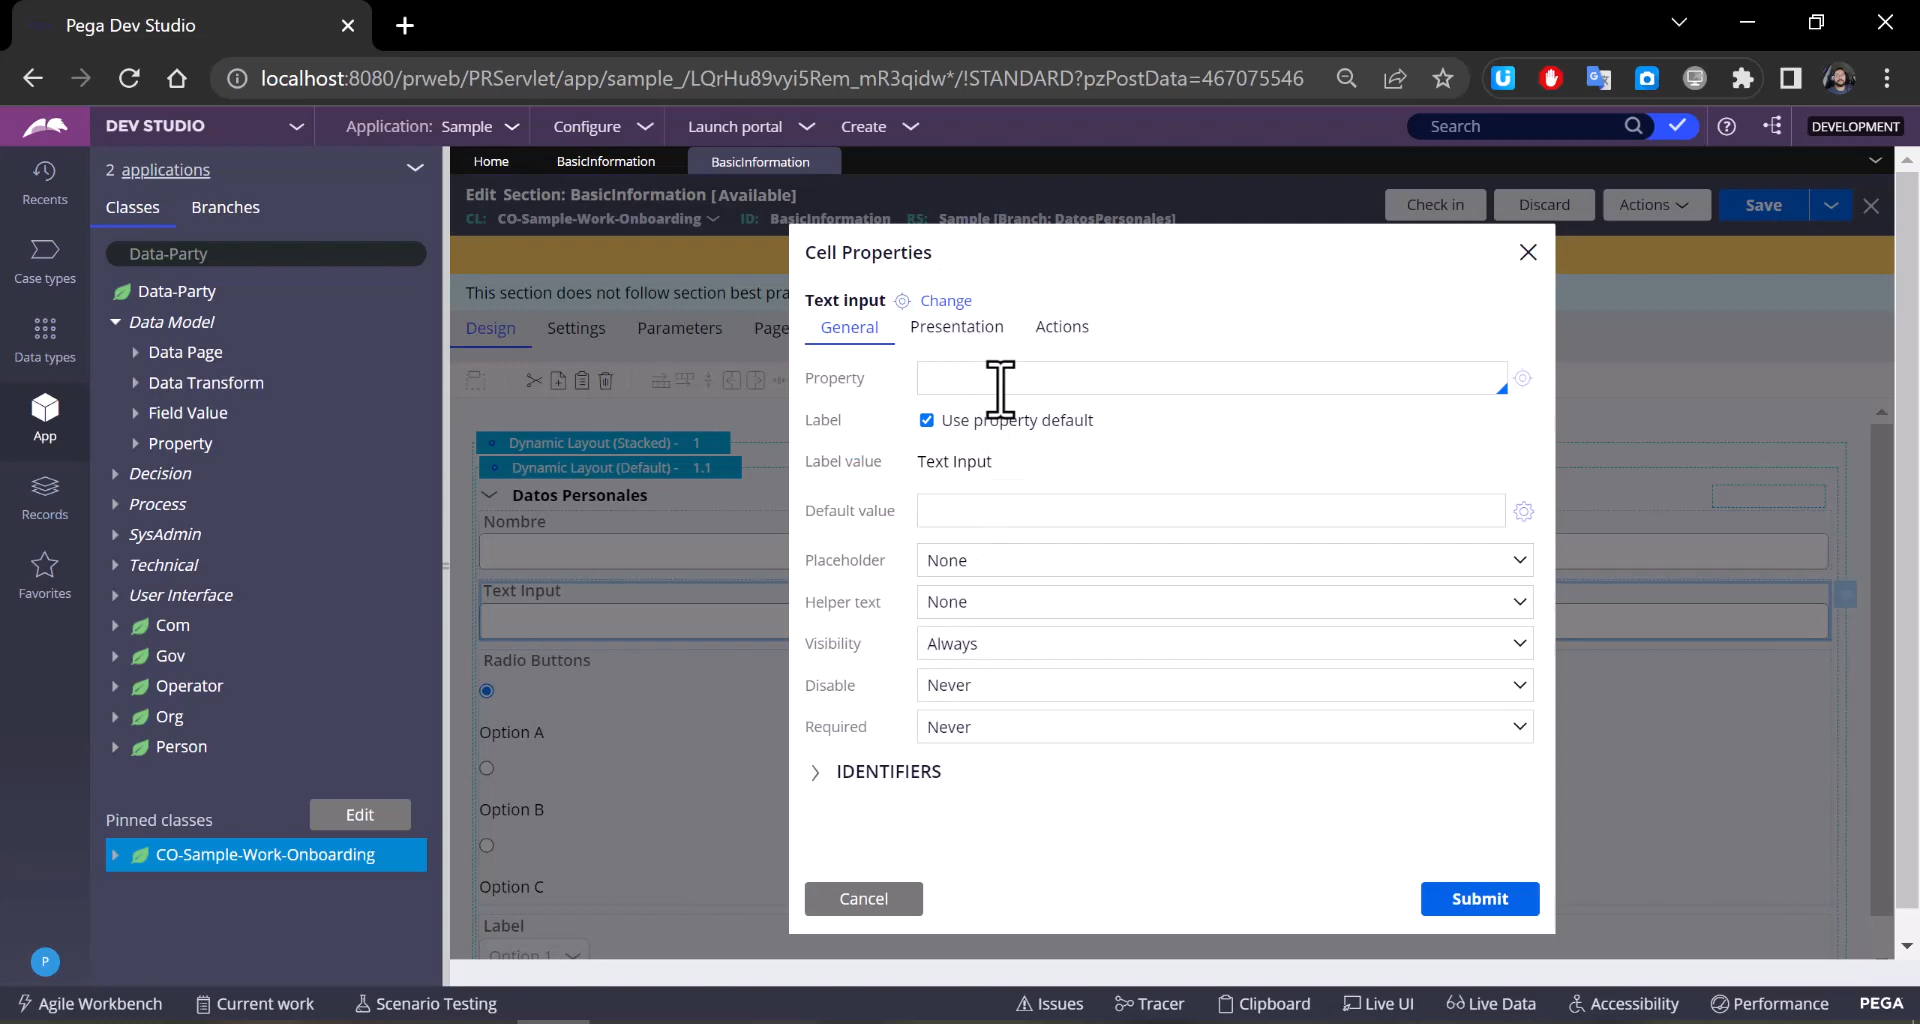 Pega Dev Studio
localhost:8080/prweb/PRServlet/app/sample_/LQrHu89vyi5Rem_mR3qidw*/!STANDARD?pzPostData=467075546
DEV STUDIO Application: Sample Configure Launch portal Create Search DEVELOPMENT
Recents
Case types
Data types
App
Records
Favorites
P
2 applications
Classes Branches
Data-Party
Data-Party
Data Model
Data Page
Data Transform
Field Value
Property
Decision
Process
SysAdmin
Technical
User Interface
Com
Gov
Operator
Org
Person
Pinned classes Edit
CO-Sample-Work-Onboarding
Home BasicInformation BasicInformation
Edit Section: BasicInformation [Available]
CL: CO-Sample-Work-Onboarding ID: BasicInformation RS: Sample [Branch: DatosPersonales]
Check in Discard Actions Save
This section does not follow section best pra
Design Settings Parameters Page
Dynamic Layout (Stacked) - 1
Dynamic Layout (Default) - 1.1
Datos Personales
Nombre
Text Input
Radio Buttons
Option A
Option B
Option C
Label
Option 1
Cell Properties
Text input Change
General Presentation Actions
Property
Label Use property default
Label value Text Input
Default value
Placeholder None
Helper text None
Visibility Always
Disable Never
Required Never
IDENTIFIERS
Cancel Submit
Agile Workbench Current work Scenario Testing Issues Tracer Clipboard Live UI Live Data Accessibility Performance PEGA